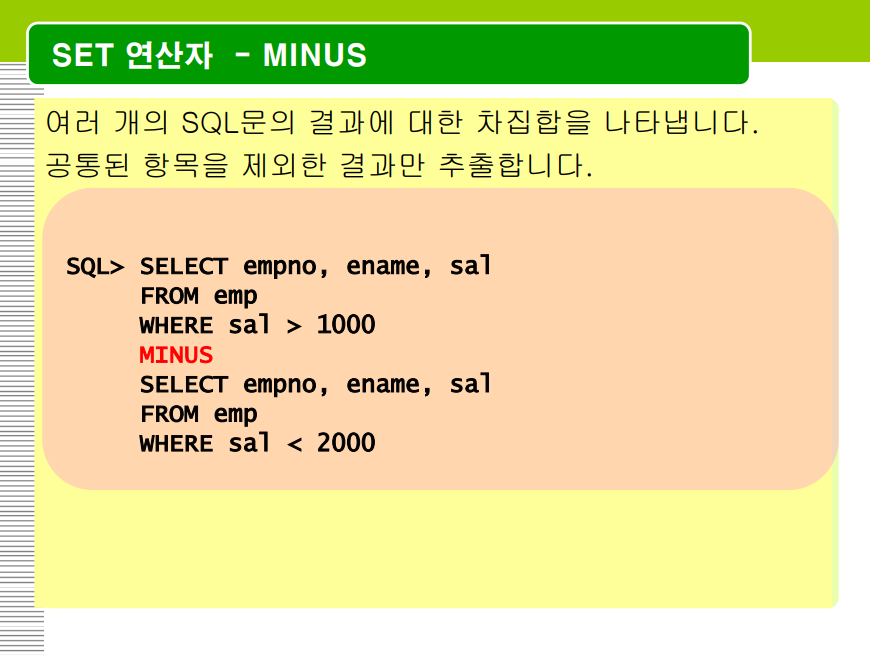 SET 연산자 - MINUS
여러 개의 SQL문의 결과에 대한 차집합을 나타냅니다.
공통된 항목을 제외한 결과만 추출합니다.
SQL> SELECT empno, ename, sal
FROM emp
WHERE sal > 1000
MINUS
SELECT empno, ename, sal
FROM emp
WHERE sal < 2000